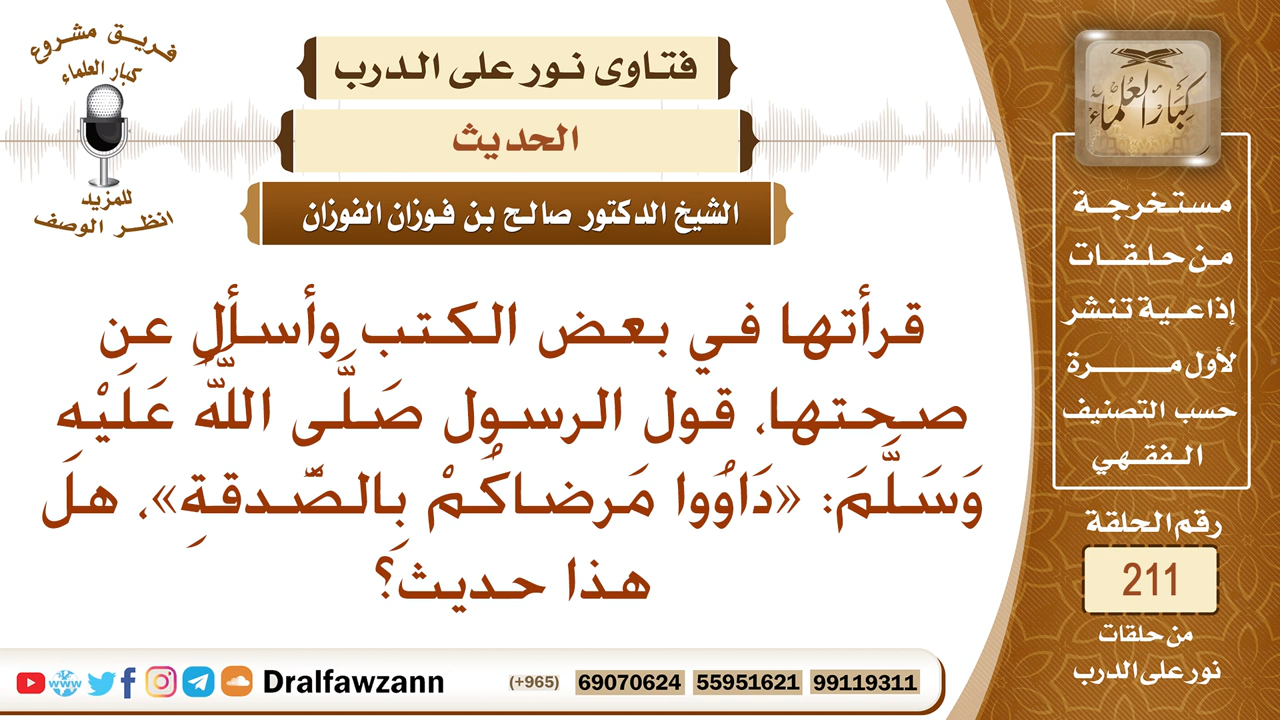 فريق مشروع
كبار العلماء
للمزيد
انظر الوصف
فتاوى نور على الدرب
الحديث
الشيخ الدكتور صالح بن فوزان الفوزان
قرأتها في بعض الكتب وأسألُ عن
صحتها، قول الرسول صَلَّى اللَّهُ عَلَيْه
وَسَلَّمَ: «دَاوُوا مَرضاكُمْ بِالصَّدقةِ»، هل
هذا حديث؟
كبار العلماء
مستخرجة
من حلقات
إذاعية تنشر
لأول مرة
حسب التصنيف
الفقهي
رقم الحلقة
211
من حلقات
نور على الدرب
www Dralfawzann (+965) 69070624 55951621 99119311